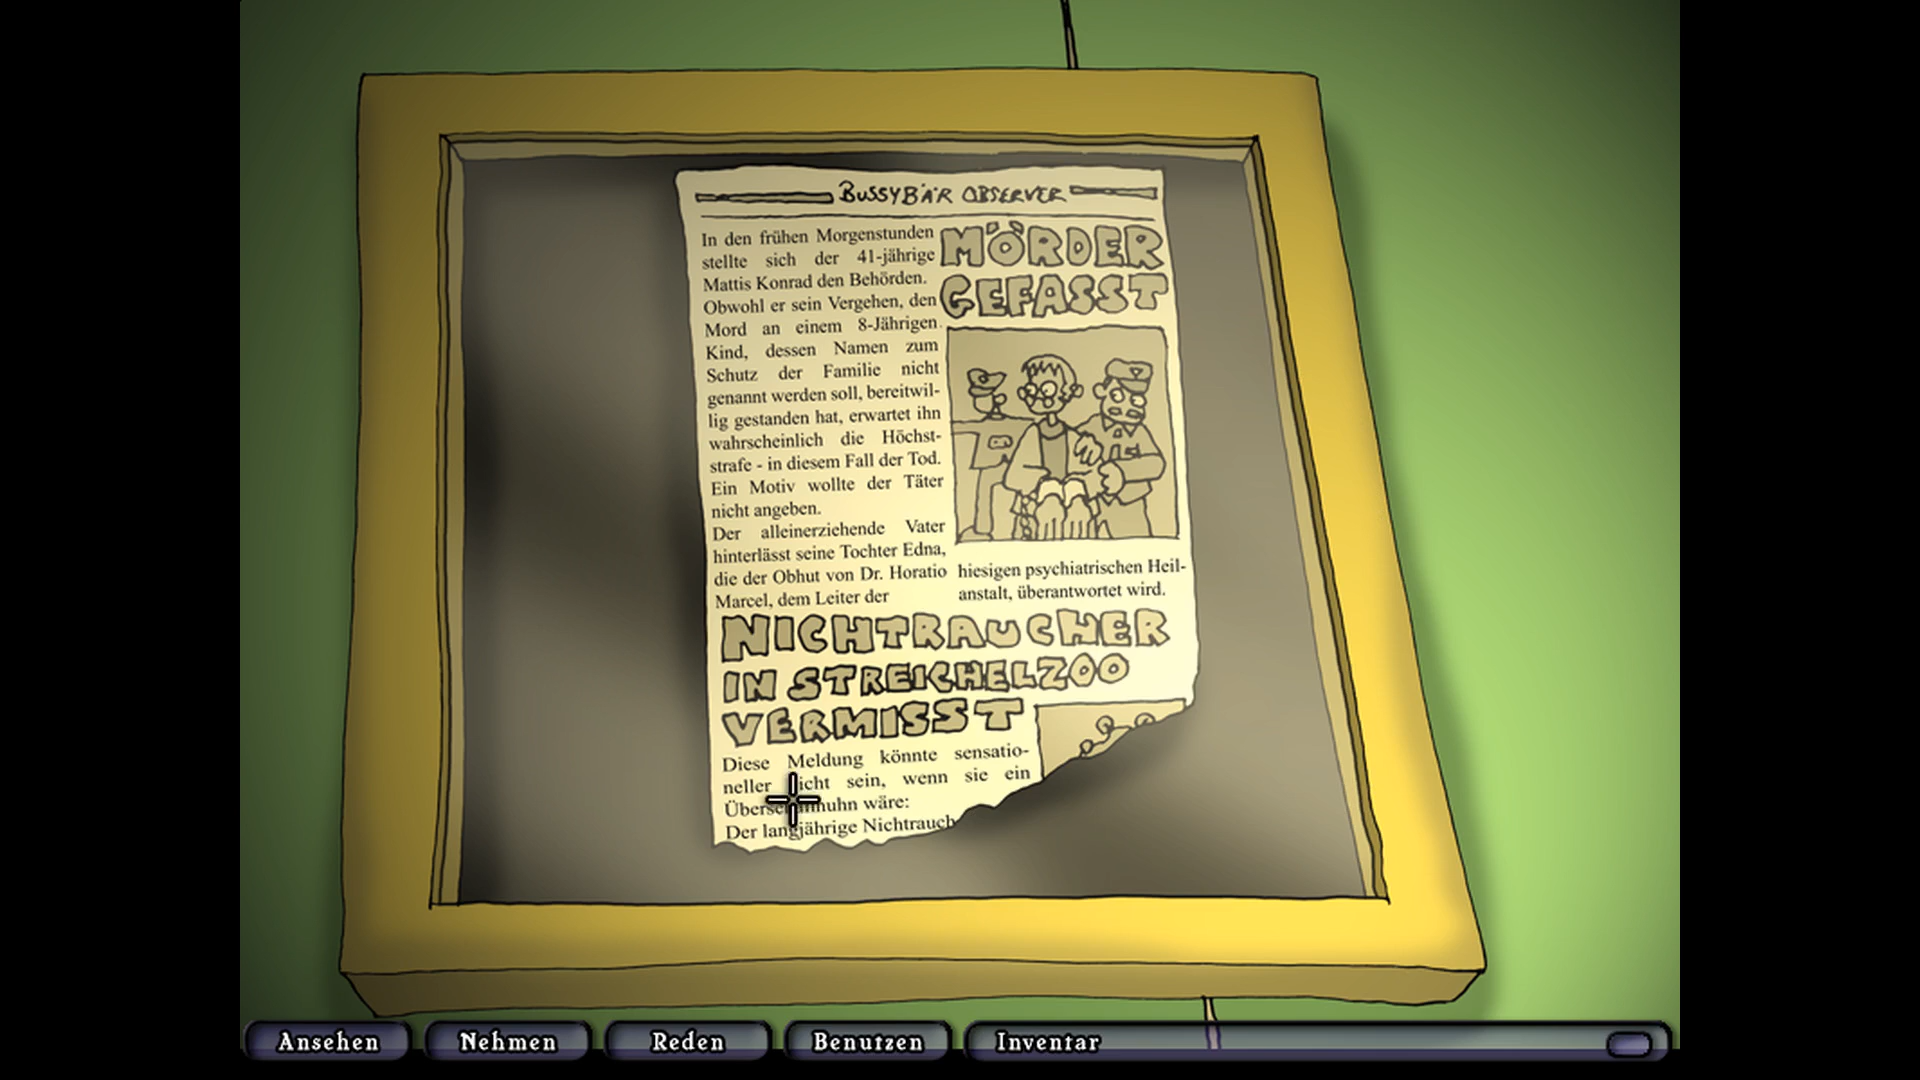 BUSSYBÄR OBSERVER
MÖRDER
GEFASST
In den frühen Morgenstunden
stellte sich der 41-jährige
Mattis Konrad den Behörden.
Obwohl er sein Vergehen, den
Mord an einem 8-Jährigen
Kind, dessen Namen zum
Schutz der Familie nicht
genannt werden soll, bereitwil-
lig gestanden hat, erwartet ihn
wahrscheinlich die Höchst-
strafe - in diesem Fall der Tod.
Ein Motiv wollte der Täter
nicht angeben.
Der alleinerziehende Vater
hinterlässt seine Tochter Edna,
die der Obhut von Dr. Horatio
Marcel, dem Leiter der
hiesigen psychiatrischen Heil-
anstalt, überantwortet wird.
NICHTRAUCHER
IN STREICHELZOO
VERMISST
Diese Meldung könnte sensatio-
neller nicht sein, wenn sie ein
wäre:
Der langjährige Nichtrauch
Ansehen
Nehmen
Reden
Benutzen
Inventar